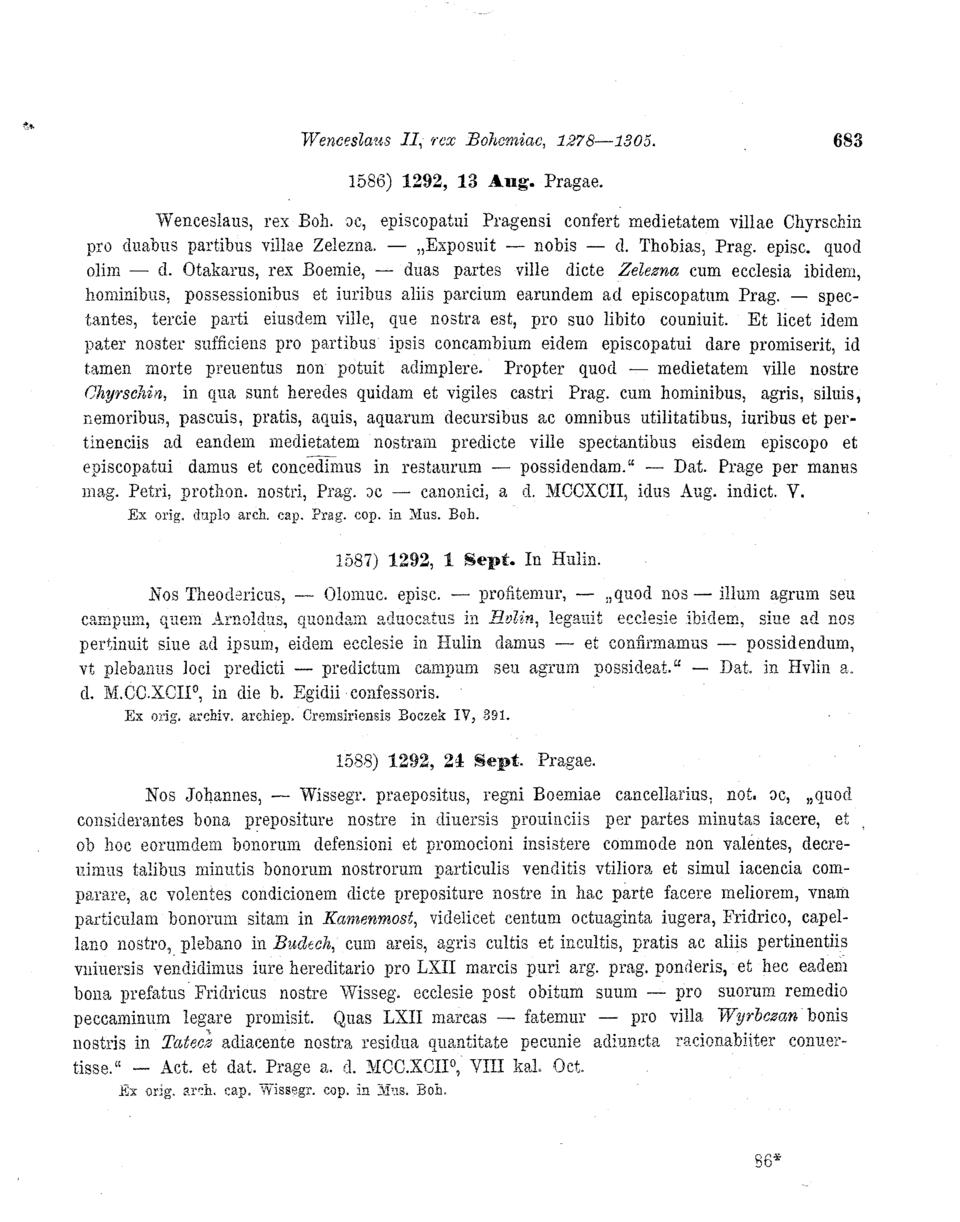 Wenceslaus II, rex Bohemiae, 1278—1305. 683
1586) 1292, 13 Aug. Pragae.
Wenceslaus, rex Boh. ɔc, episcopatui Pragensi confert medietatem villae Chyrschin
pro duabus partibus villae Zelezna. — „Exposuit — nobis — d. Thobias, Prag. episc. quod
olim — d. Otakarus, rex Boemie, — duas partes ville dicte Zelezna cum ecclesia ibidem,
hominibus, possessionibus et iuribus aliis parcium earundem ad episcopatum Prag. — spec-
tantes, tercie parti eiusdem ville, que nostra est, pro suo libito couniuit. Et licet idem
pater noster sufficiens pro partibus ipsis concambium eidem episcopatui dare promiserit, id
tamen morte preuentus non potuit adimplere. Propter quod — medietatem ville nostre
Chyrschin, in qua sunt heredes quidam et vigiles castri Prag. cum hominibus, agris, siluis,
nemoribus, pascuis, pratis, aquis, aquarum decursibus ac omnibus utilitatibus, iuribus et per-
tinenciis ad eandem medietatem nostram predicte ville spectantibus eisdem episcopo et
episcopatui damus et concedimus in restaurum — possidendam.“ — Dat. Prage per manus
mag. Petri, prothon. nostri, Prag. ɔc — canonici, a d. MCCXCII, idus Aug. indict. V.
Ex orig. duplo arch. cap. Prag. cop. in Mus. Boh.
1587) 1292, 1 Sept. In Hulin.
Nos Theodericus, — Olomuc. episc. — profitemur, — „quod nos — illum agrum seu
campum, quem Arnoldus, quondam aduocatus in Hvlin, legauit ecclesie ibidem, siue ad nos
pertinuit siue ad ipsum, eidem ecclesie in Hulin damus — et confirmamus — possidendum,
vt plebanus loci predicti — predictum campum seu agrum possideat.“ — Dat. in Hvlin a.
d. M.CC.XCII⁰, in die b. Egidii confessoris.
Ex orig. archiv. archiep. Cremsiriensis Boczek IV, 391.
1588) 1292, 24 Sept. Pragae.
Nos Johannes, — Wissegr. praepositus, regni Boemiae cancellarius, not. ɔc, „quod
considerantes bona prepositure nostre in diuersis prouinciis per partes minutas iacere, et
ob hoc eorumdem bonorum defensioni et promocioni insistere commode non valentes, decre-
uimus talibus minutis bonorum nostrorum particulis venditis vtiliora et simul iacencia com-
parare, ac volentes condicionem dicte prepositure nostre in hac parte facere meliorem, vnam
particulam bonorum sitam in Kamenmost, videlicet centum octuaginta iugera, Fridrico, capel-
lano nostro, plebano in Budech, cum areis, agris cultis et incultis, pratis ac aliis pertinentiis
vniuersis vendidimus iure hereditario pro LXII marcis puri arg. prag. ponderis, et hec eadem
bona prefatus Fridricus nostre Wisseg. ecclesie post obitum suum — pro suorum remedio
peccaminum legare promisit. Quas LXII marcas — fatemur — pro villa Wyrbczan bonis
nostris in Tatecz adiacente nostra residua quantitate pecunie adiuncta racionabiiter conuer-
tisse.“ — Act. et dat. Prage a. d. MCC.XCII⁰, VIII kal. Oct.
Ex orig. arch. cap. Wissegr. cop. in Mus. Boh.
86*